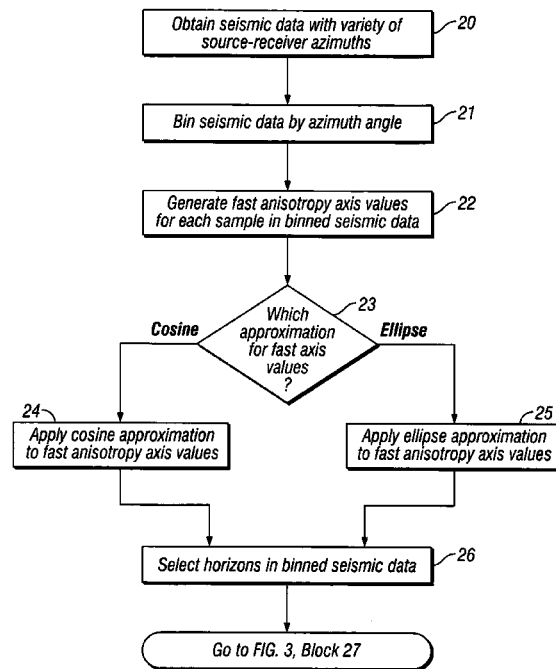 Obtain seismic data with variety of
source-receiver azimuths
20
Bin seismic data by azimuth angle
21
Generate fast anisotropy axis values
for each sample in binned seismic data
22
23
Which
approximation
for fast axis
values
?
Cosine
Ellipse
24
Apply cosine approximation
to fast anisotropy axis values
25
Apply ellipse approximation
to fast anisotropy axis values
Select horizons in binned seismic data
26
Go to FIG. 3, Block 27